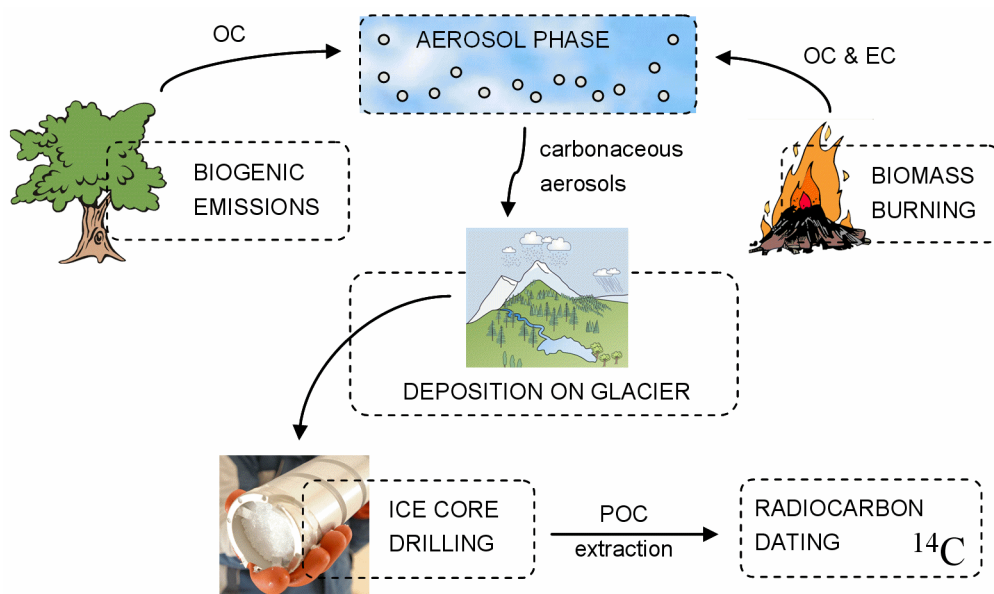 OC
AEROSOL PHASE
OC & EC
carbonaceous
aerosols
BIOGENIC
EMISSIONS
BIOMASS
BURNING
DEPOSITION ON GLACIER
ICE CORE
DRILLING
POC
extraction
RADIOCARBON
DATING ¹⁴C